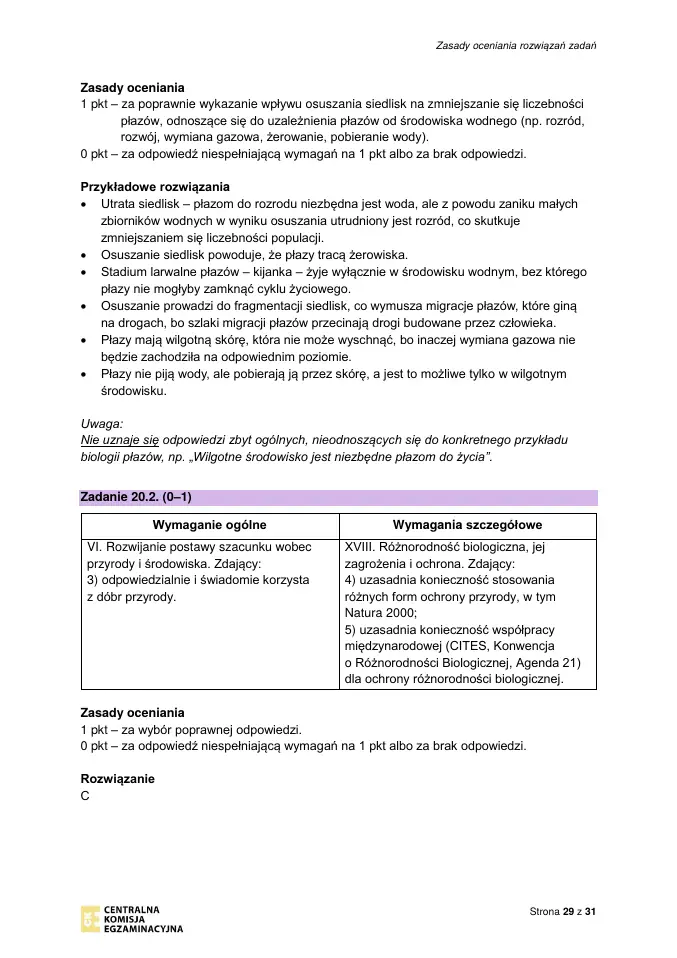 Zasady oceniania rozwiązań zadań
Zasady oceniania
1 pkt – za poprawnie wykazanie wpływu osuszania siedlisk na zmniejszanie się liczebności
płazów, odnoszące się do uzależnienia płazów od środowiska wodnego (np. rozród,
rozwój, wymiana gazowa, żerowanie, pobieranie wody).
0 pkt – za odpowiedź niespełniającą wymagań na 1 pkt albo za brak odpowiedzi.
Przykładowe rozwiązania
• Utrata siedlisk – płazom do rozrodu niezbędna jest woda, ale z powodu zaniku małych
zbiorników wodnych w wyniku osuszania utrudniony jest rozród, co skutkuje
zmniejszaniem się liczebności populacji.
• Osuszanie siedlisk powoduje, że płazy tracą żerowiska.
• Stadium larwalne płazów – kijanka – żyje wyłącznie w środowisku wodnym, bez którego
płazy nie mogłyby zamknąć cyklu życiowego.
• Osuszanie prowadzi do fragmentacji siedlisk, co wymusza migracje płazów, które giną
na drogach, bo szlaki migracji płazów przecinają drogi budowane przez człowieka.
• Płazy mają wilgotną skórę, która nie może wyschnąć, bo inaczej wymiana gazowa nie
będzie zachodziła na odpowiednim poziomie.
• Płazy nie piją wody, ale pobierają ją przez skórę, a jest to możliwe tylko w wilgotnym
środowisku.
Uwaga:
Nie uznaje się odpowiedzi zbyt ogólnych, nieodnoszących się do konkretnego przykładu
biologii płazów, np. „Wilgotne środowisko jest niezbędne płazom do życia”.
Zadanie 20.2. (0–1)
Wymaganie ogólne
VI. Rozwijanie postawy szacunku wobec
przyrody i środowiska. Zdający:
3) odpowiedzialnie i świadomie korzysta
z dóbr przyrody.
Wymagania szczegółowe
XVIII. Różnorodność biologiczna, jej
zagrożenia i ochrona. Zdający:
4) uzasadnia konieczność stosowania
różnych form ochrony przyrody, w tym
Natura 2000;
5) uzasadnia konieczność współpracy
międzynarodowej (CITES, Konwencja
o Różnorodności Biologicznej, Agenda 21)
dla ochrony różnorodności biologicznej.
Zasady oceniania
1 pkt – za wybór poprawnej odpowiedzi.
0 pkt – za odpowiedź niespełniającą wymagań na 1 pkt albo za brak odpowiedzi.
Rozwiązanie
C
CKE
CENTRALNA
KOMISJA
EGZAMINACYJNA
Strona 29 z 31